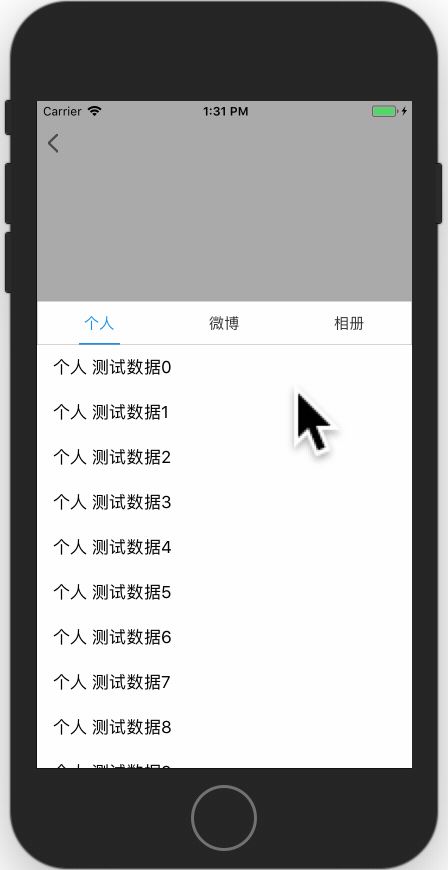 Carrier 1:31 PM
个人 微博 相册
个人 测试数据0
个人 测试数据1
个人 测试数据2
个人 测试数据3
个人 测试数据4
个人 测试数据5
个人 测试数据6
个人 测试数据7
个人 测试数据8